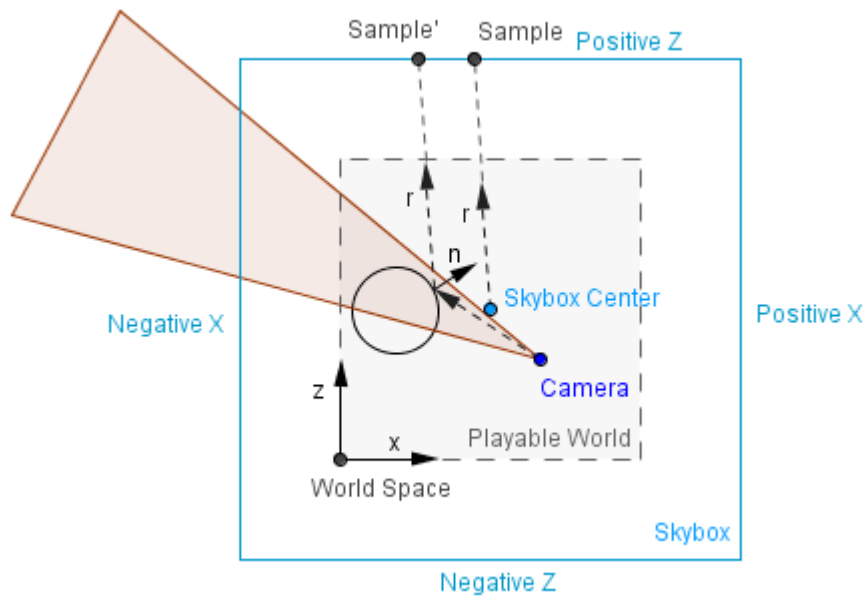 Sample' Sample
Positive Z
r
r
n
Skybox Center
Negative X
Positive X
Camera
z
Playable World
x
World Space
Skybox
Negative Z